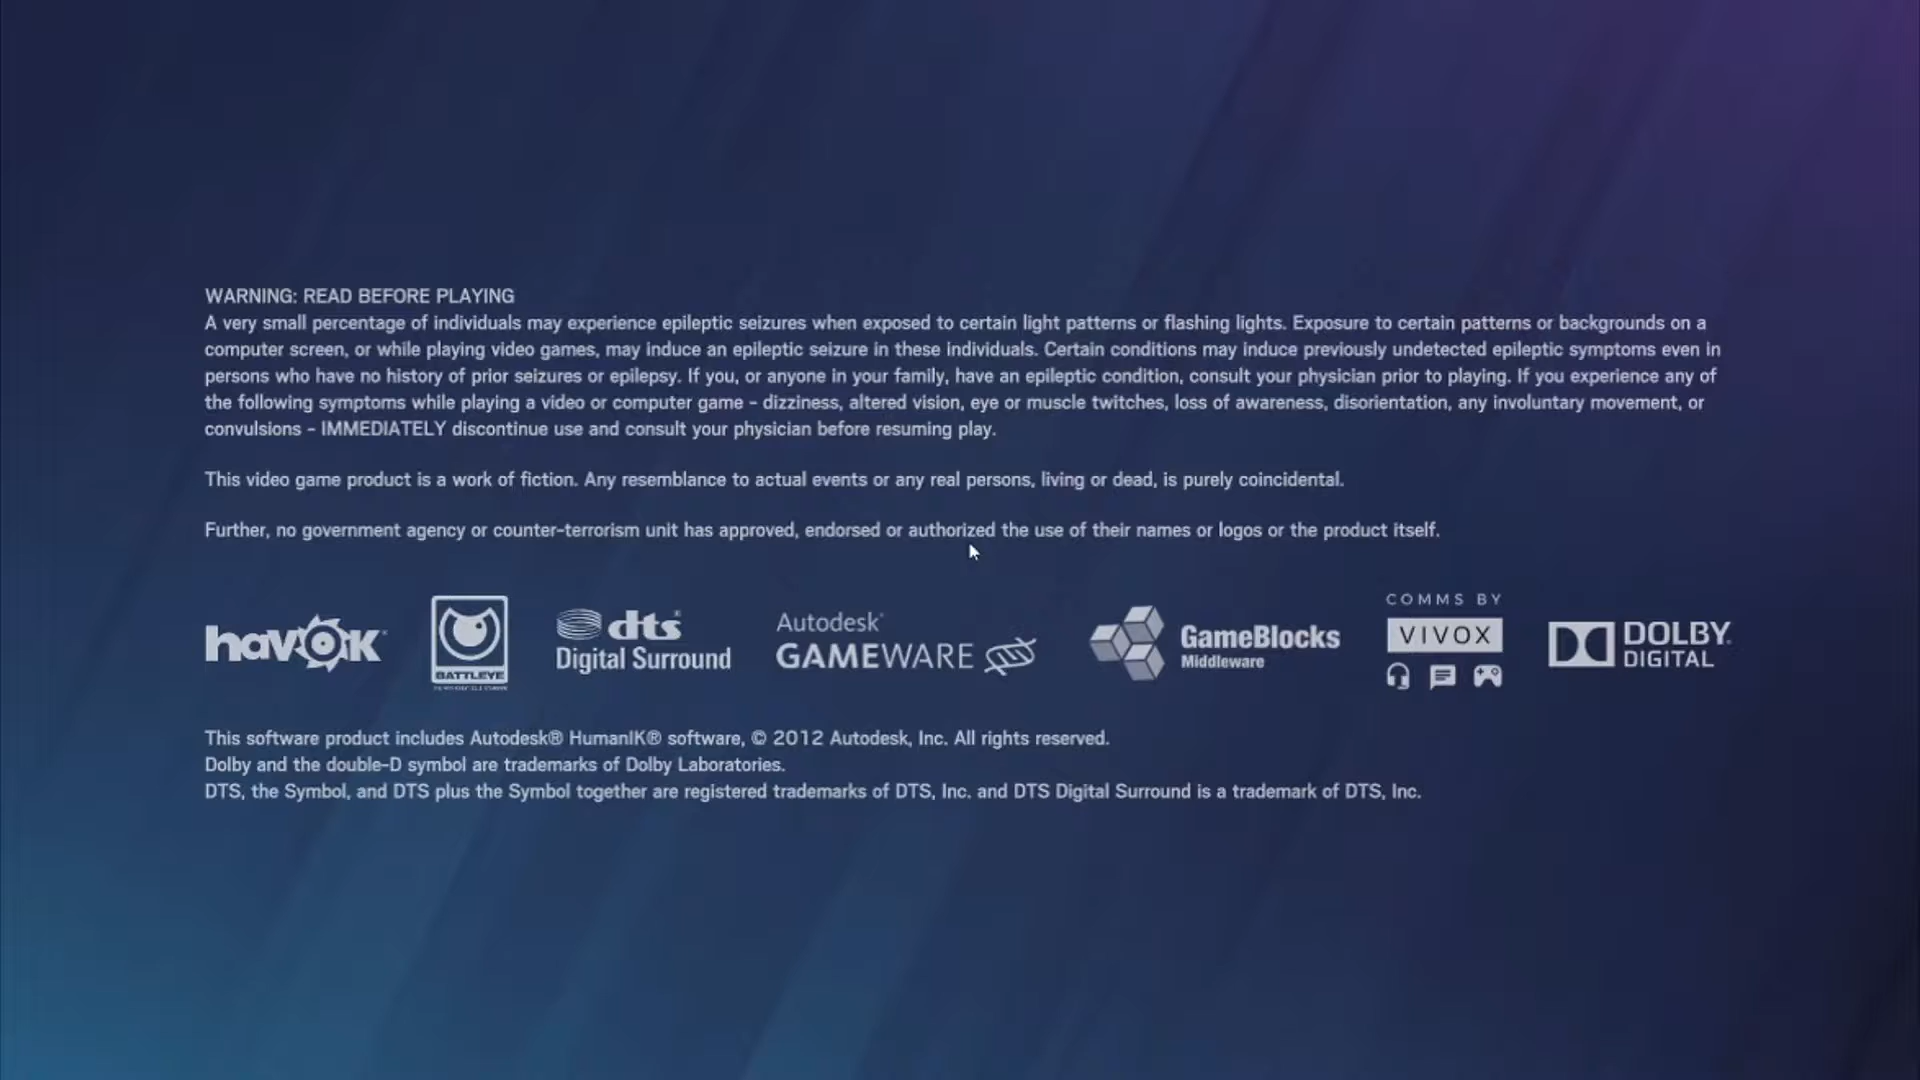 WARNING: READ BEFORE PLAYING
A very small percentage of individuals may experience epileptic seizures when exposed to certain light patterns or flashing lights. Exposure to certain patterns or backgrounds on a
computer screen, or while playing video games, may induce an epileptic seizure in these individuals. Certain conditions may induce previously undetected epileptic symptoms even in
persons who have no history of prior seizures or epilepsy. If you, or anyone in your family, have an epileptic condition, consult your physician prior to playing. If you experience any of
the following symptoms while playing a video or computer game - dizziness, altered vision, eye or muscle twitches, loss of awareness, disorientation, any involuntary movement, or
convulsions - IMMEDIATELY discontinue use and consult your physician before resuming play.
This video game product is a work of fiction. Any resemblance to actual events or any real persons, living or dead, is purely coincidental.
Further, no government agency or counter-terrorism unit has approved, endorsed or authorized the use of their names or logos or the product itself.
havok
BATTLEYE
dts
Digital Surround
Autodesk
GAMEWARE
GameBlocks
Middleware
COMMS BY
VIVOX
DOLBY
DIGITAL
This software product includes Autodesk® HumanIK® software, © 2012 Autodesk, Inc. All rights reserved.
Dolby and the double-D symbol are trademarks of Dolby Laboratories.
DTS, the Symbol, and DTS plus the Symbol together are registered trademarks of DTS, Inc. and DTS Digital Surround is a trademark of DTS, Inc.